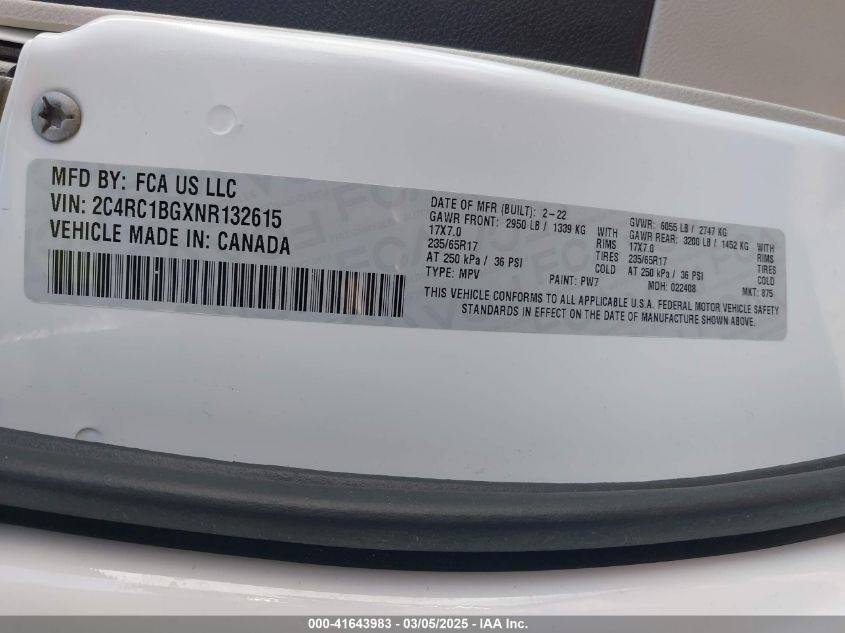 MFD BY: FCA US LLC
VIN: 2C4RC1BGXNR132615
VEHICLE MADE IN: CANADA
DATE OF MFR (BUILT): 2-22 GVWR: 6055 LB / 2747 KG
GAWR FRONT: 2950 LB / 1339 KG WITH GAWR REAR: 3200 LB / 1452 KG WITH
17X7.0 RIMS 17X7.0 RIMS
235/65R17 TIRES 235/65R17 TIRES
AT 250 kPa / 36 PSI COLD AT 250 kPa / 36 PSI COLD
TYPE: MPV PAINT: PW7 MDH: 022408 MKT: 875
THIS VEHICLE CONFORMS TO ALL APPLICABLE U.S.A. FEDERAL MOTOR VEHICLE SAFETY
STANDARDS IN EFFECT ON THE DATE OF MANUFACTURE SHOWN ABOVE.
000-41643983 - 03/05/2025 - IAA Inc.